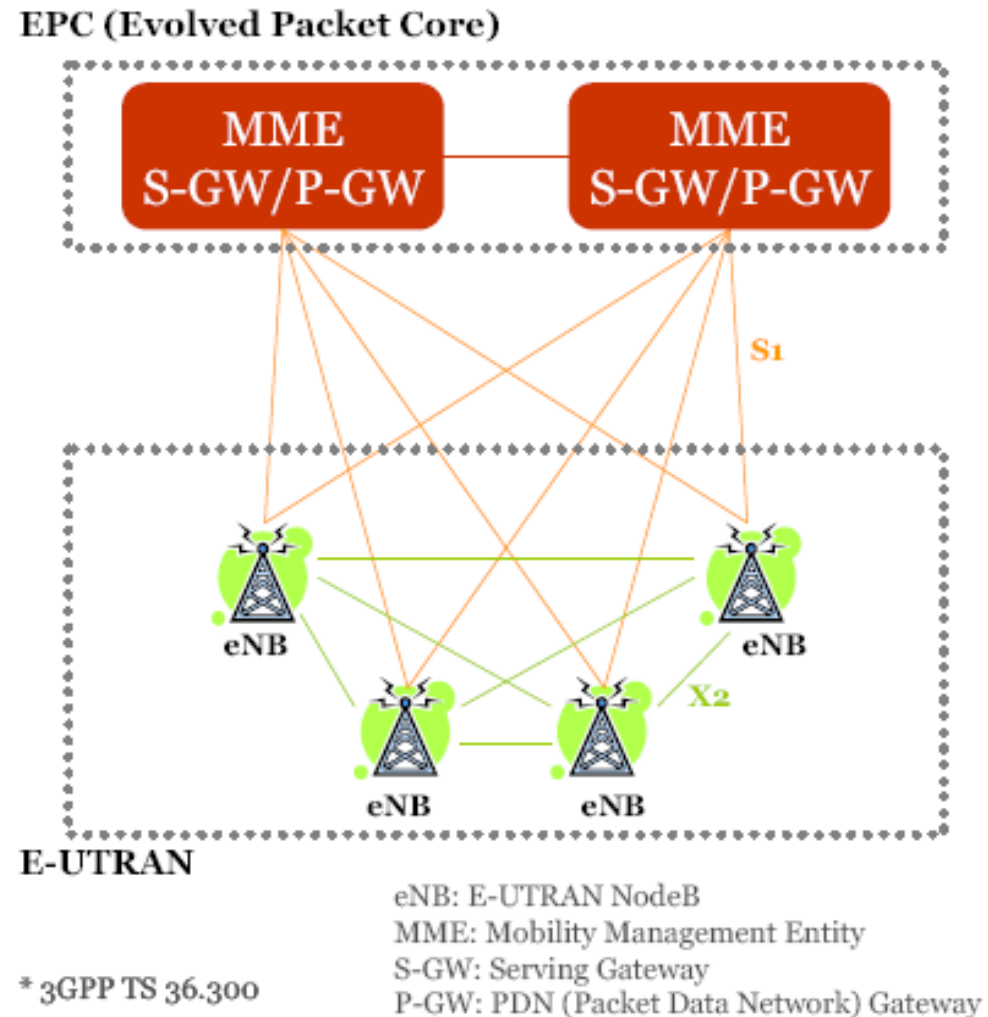 EPC (Evolved Packet Core)
MME
S-GW/P-GW
MME
S-GW/P-GW
S1
eNB
eNB
X2
eNB
eNB
E-UTRAN
eNB: E-UTRAN NodeB
MME: Mobility Management Entity
S-GW: Serving Gateway
* 3GPP TS 36.300
P-GW: PDN (Packet Data Network) Gateway